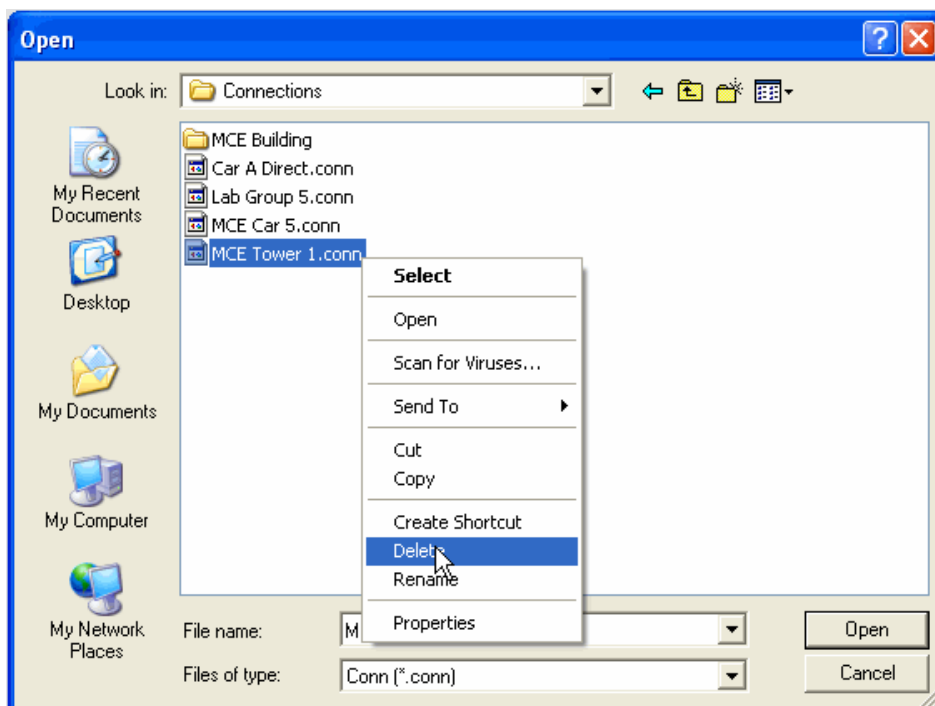 Open
Look in: Connections
My Recent
Documents
Desktop
My Documents
My Computer
My Network
Places
MCE Building
Car A Direct.conn
Lab Group 5.conn
MCE Car 5.conn
MCE Tower 1.conn
Select
Open
Scan for Viruses...
Send To
Cut
Copy
Create Shortcut
Delete
Rename
Properties
File name: M
Open
Files of type: Conn (*.conn)
Cancel